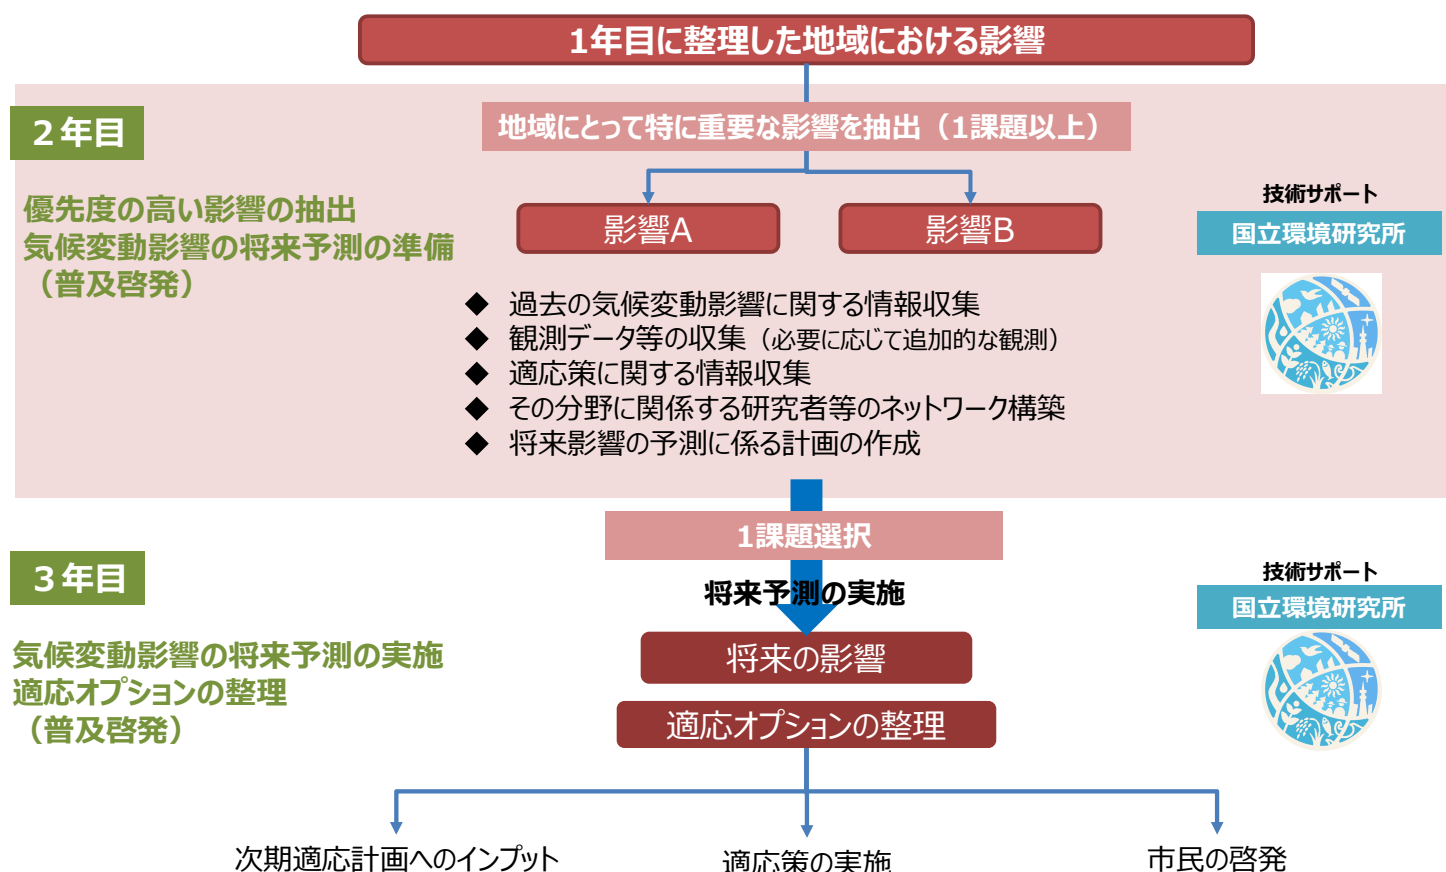 1年目に整理した地域における影響
２年目
地域にとって特に重要な影響を抽出（1課題以上）
優先度の高い影響の抽出
気候変動影響の将来予測の準備
（普及啓発）
影響A
影響B
技術サポート
国立環境研究所
◆ 過去の気候変動影響に関する情報収集
◆ 観測データ等の収集（必要に応じて追加的な観測）
◆ 適応策に関する情報収集
◆ その分野に関係する研究者等のネットワーク構築
◆ 将来影響の予測に係る計画の作成
1課題選択
３年目
将来予測の実施
技術サポート
国立環境研究所
気候変動影響の将来予測の実施
適応オプションの整理
（普及啓発）
将来の影響
適応オプションの整理
次期適応計画へのインプット
適応策の実施
市民の啓発